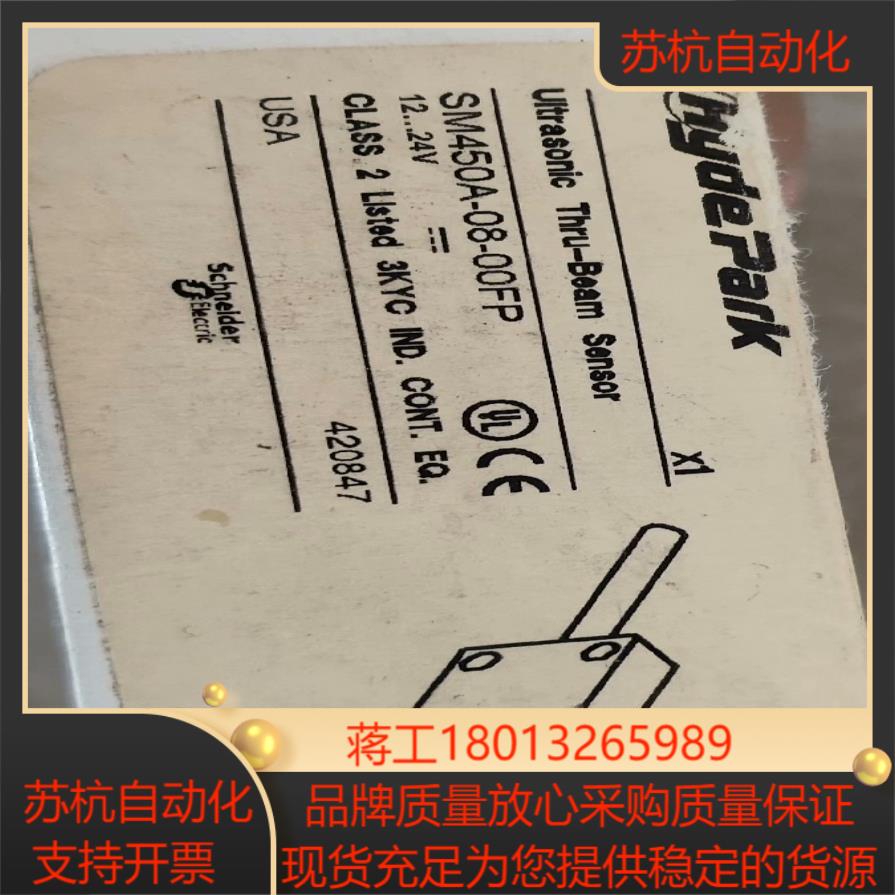 苏杭自动化
Hyde Park
X1
Ultrasonic Thru-Beam Sensor
SM450A-08-00FP
12...24V ⎓
UL CE
CLASS 2 Listed 3KYC IND. CONT. EQ.
420847
USA
Schneider
Electric
蒋工18013265989
苏杭自动化
支持开票
品牌质量放心采购质量保证
现货充足为您提供稳定的货源